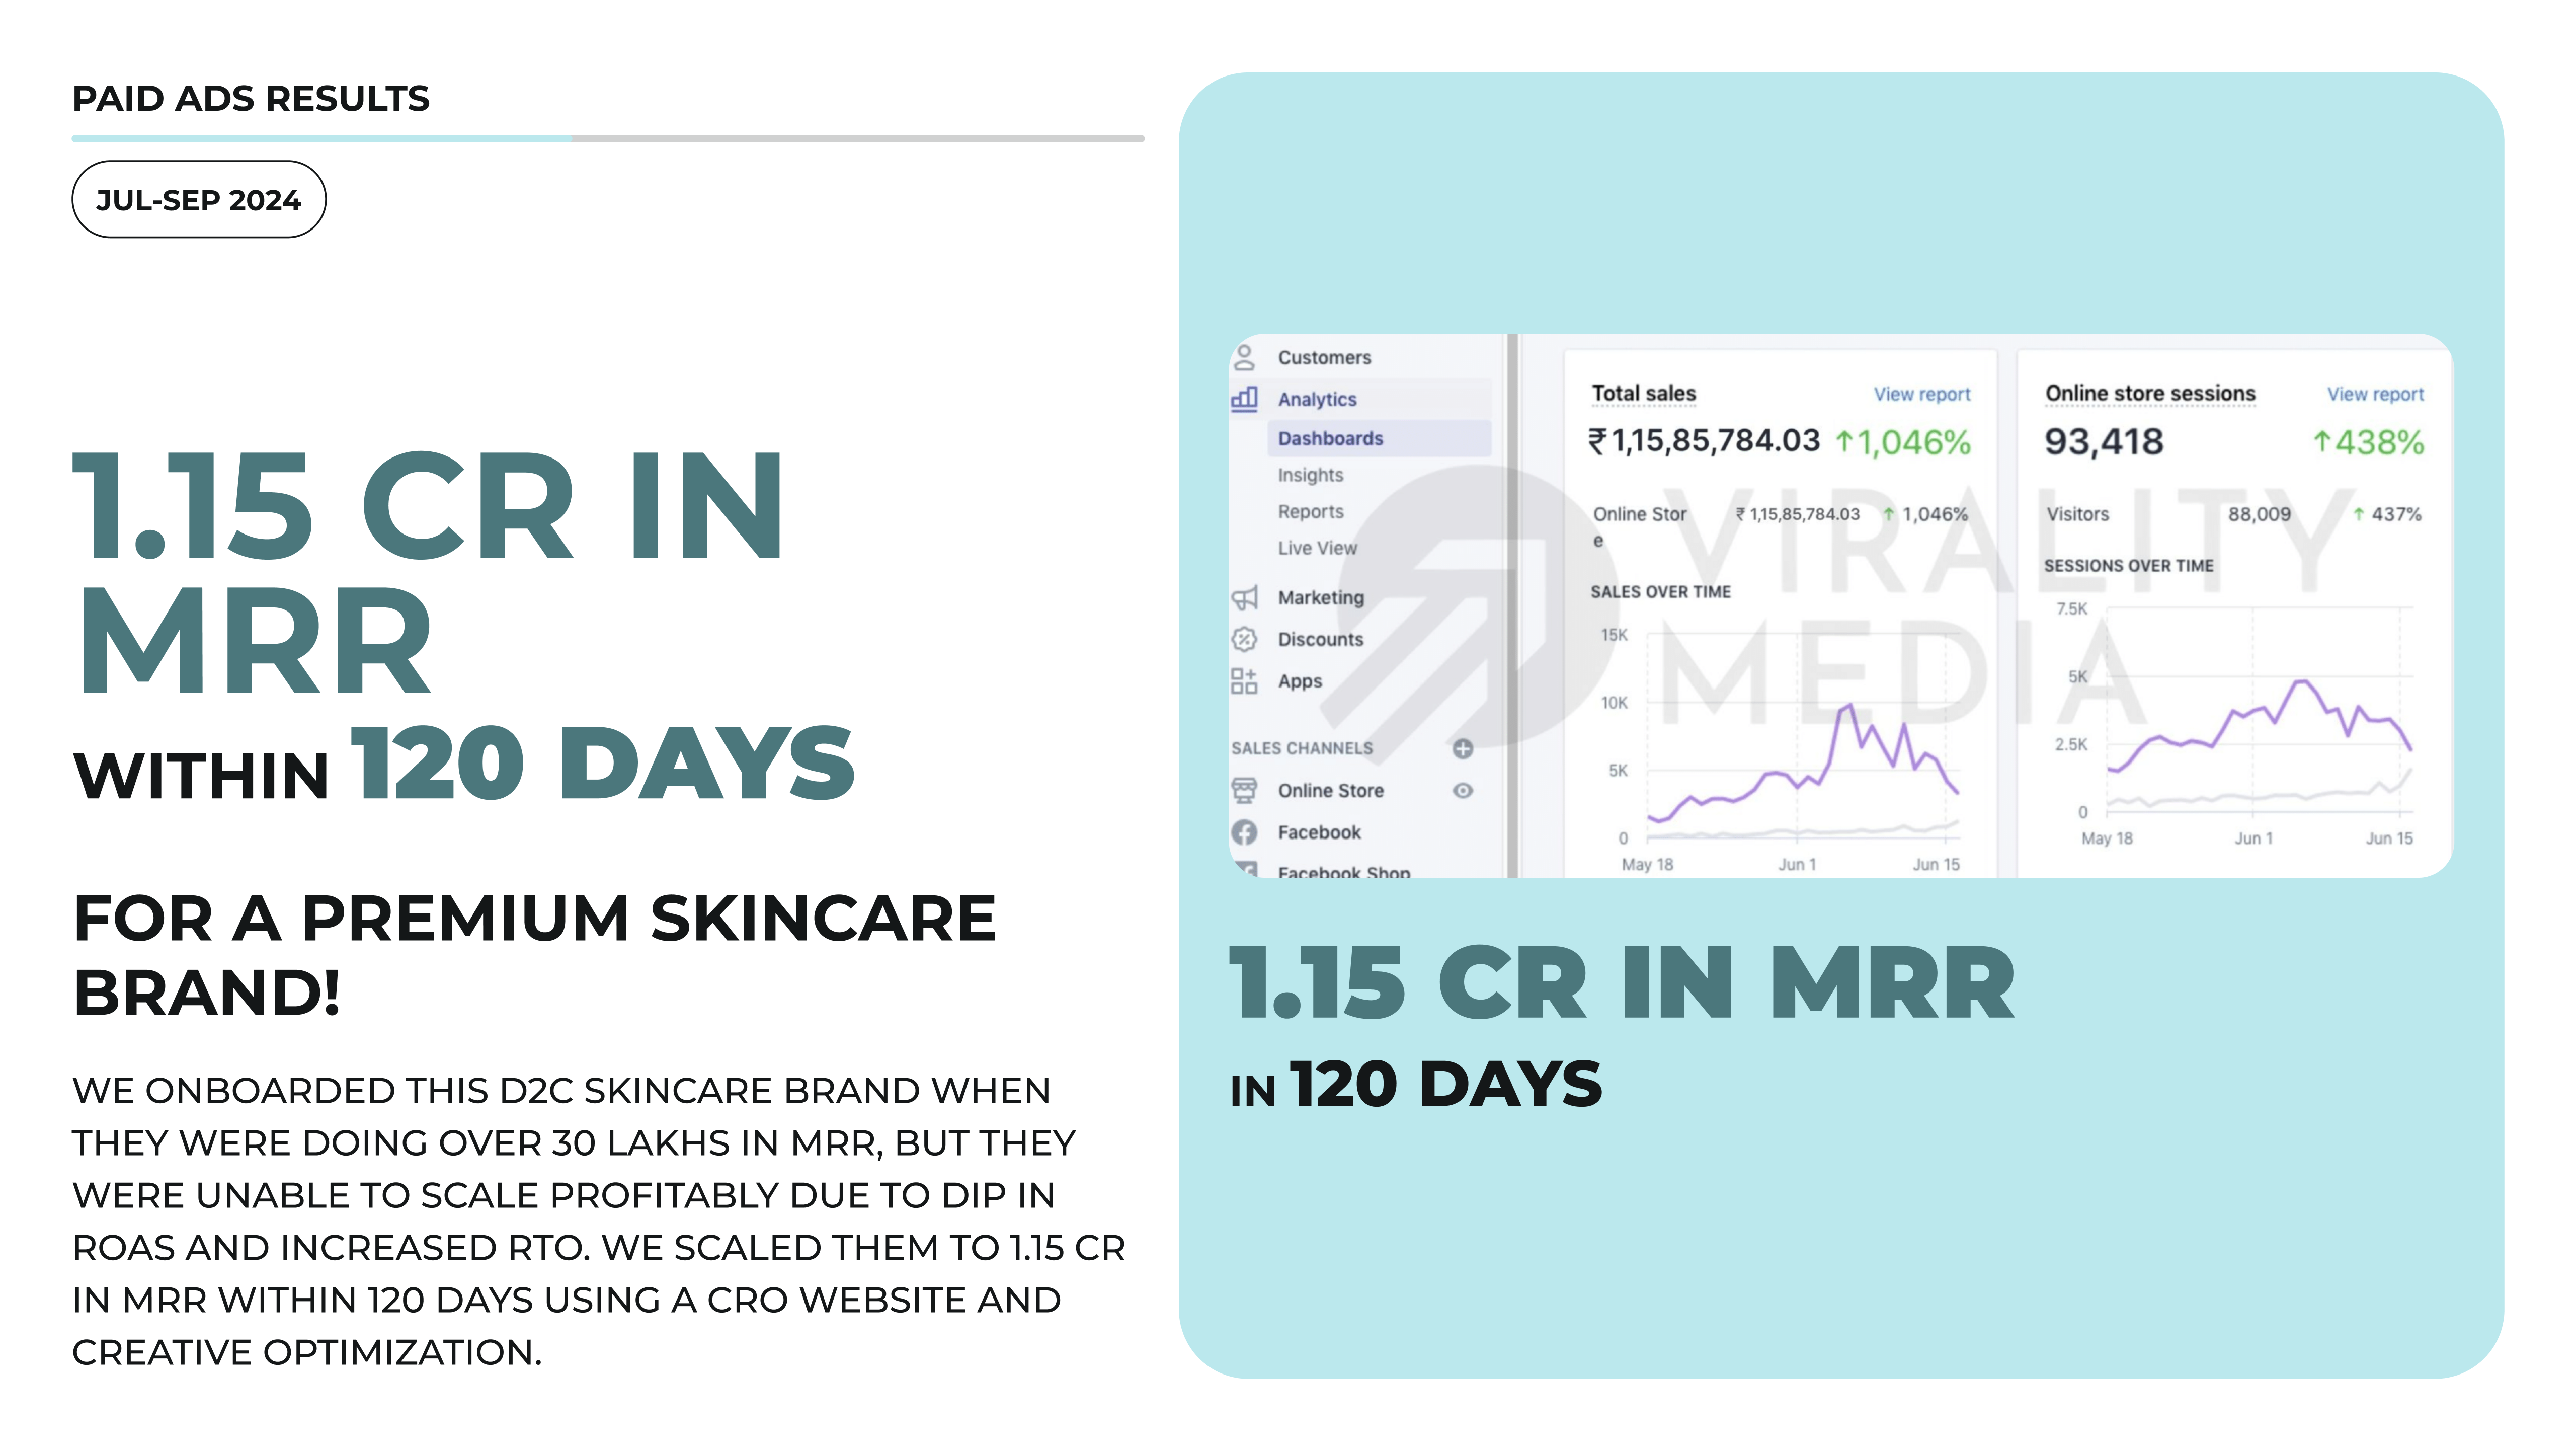 PAID ADS RESULTS
JUL-SEP 2024
1.15 CR IN
MRR
WITHIN 120 DAYS
FOR A PREMIUM SKINCARE
BRAND!
WE ONBOARDED THIS D2C SKINCARE BRAND WHEN
THEY WERE DOING OVER 30 LAKHS IN MRR, BUT THEY
WERE UNABLE TO SCALE PROFITABLY DUE TO DIP IN
ROAS AND INCREASED RTO. WE SCALED THEM TO 1.15 CR
IN MRR WITHIN 120 DAYS USING A CRO WEBSITE AND
CREATIVE OPTIMIZATION.
Customers
Analytics
Dashboards
Insights
Reports
Live View
Marketing
Discounts
Apps
SALES CHANNELS
Online Store
Facebook
Facebook Shop
Total sales View report
₹1,15,85,784.03 ↑1,046%
Online Stor ₹1,15,85,784.03 ↑ 1,046%
e
SALES OVER TIME
15K
10K
5K
0
May 18 Jun 1 Jun 15
Online store sessions View report
93,418 ↑438%
Visitors 88,009 ↑ 437%
SESSIONS OVER TIME
7.5K
5K
2.5K
0
May 18 Jun 1 Jun 15
VIRALITY
MEDIA
1.15 CR IN MRR
IN 120 DAYS